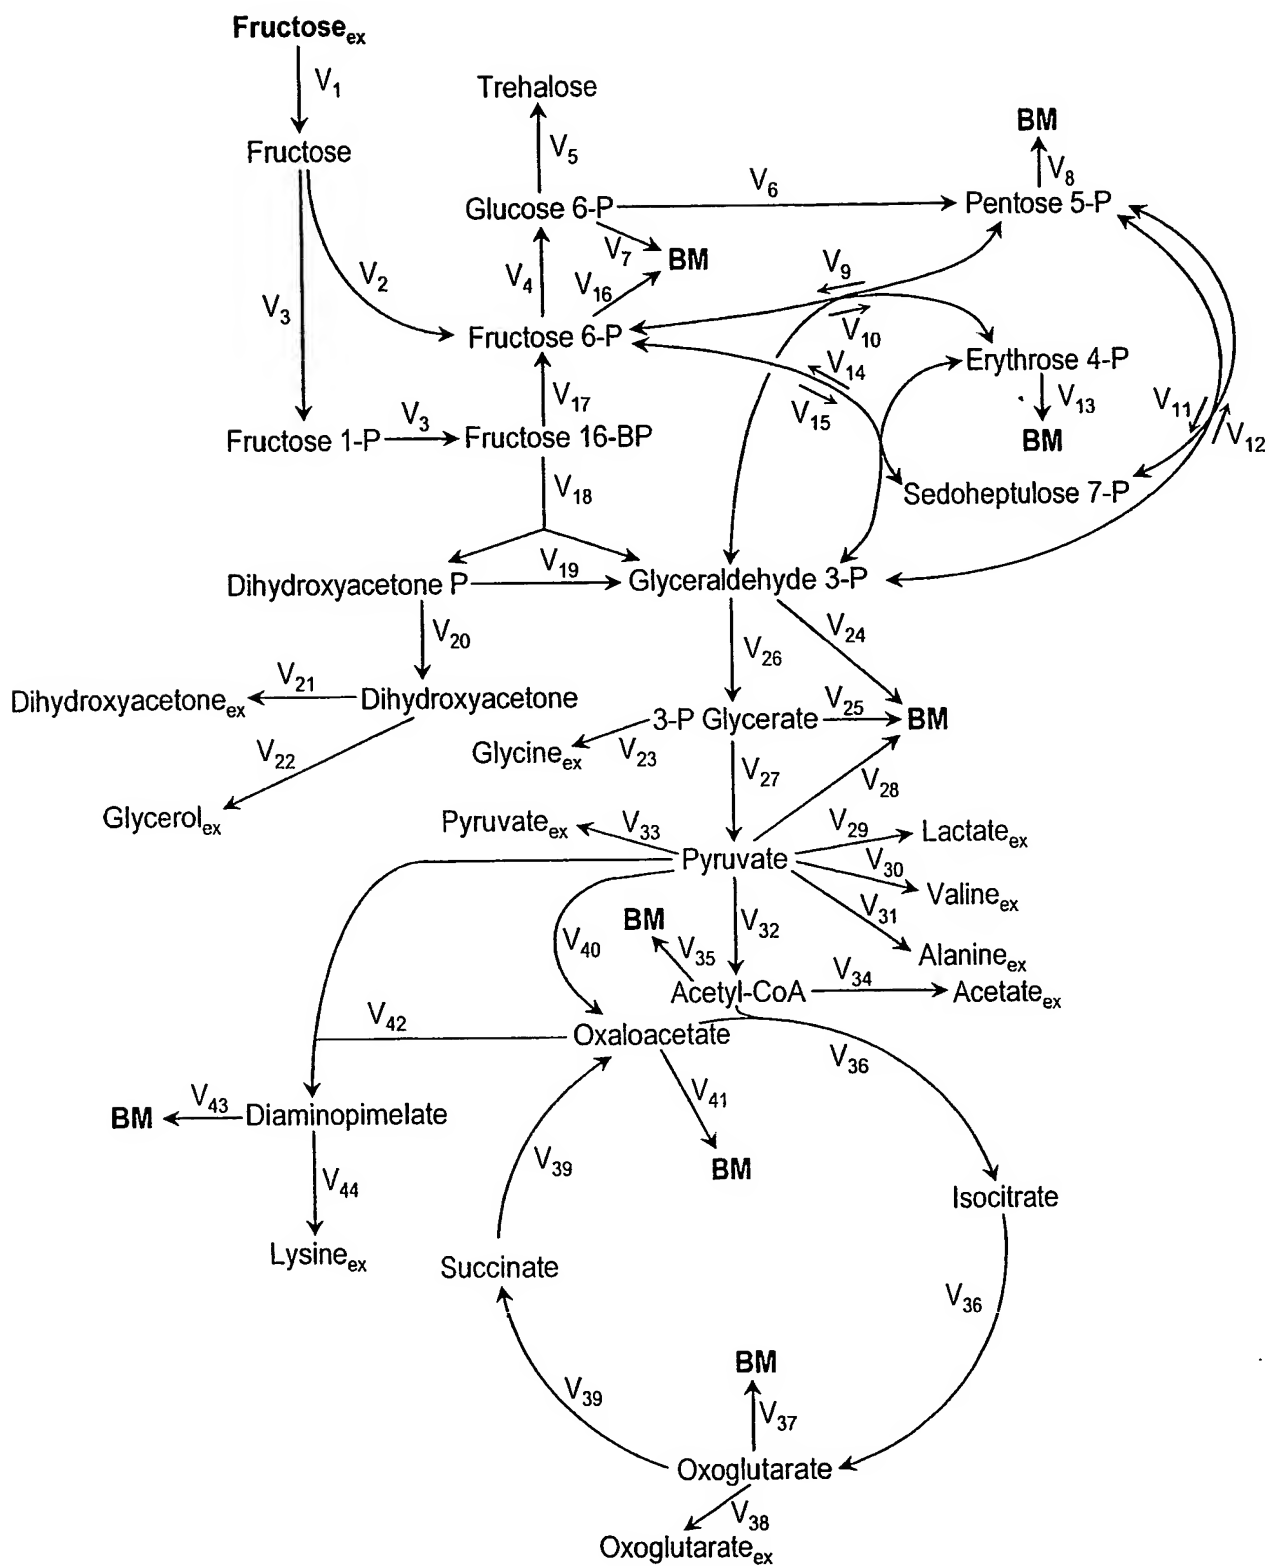 Fructose_ex
V1
Trehalose
BM
Fructose
V5
V8
V6
Glucose 6-P
Pentose 5-P
V7
BM
V2
V4
V16
V9
V3
Fructose 6-P
V10
Erythrose 4-P
V14
V17
V15
V13
V11
V12
Fructose 1-P
V3
Fructose 16-BP
BM
V18
Sedoheptulose 7-P
Dihydroxyacetone P
V19
Glyceraldehyde 3-P
V20
V26
V24
Dihydroxyacetone_ex
V21
Dihydroxyacetone
3-P Glycerate
V25
BM
Glycine_ex
V23
V22
V27
V28
Glycerol_ex
Pyruvate_ex
V33
V29
Lactate_ex
Pyruvate
V30
Valine_ex
BM
V32
V31
V40
V35
Alanine_ex
Acetyl-CoA
V34
Acetate_ex
V42
Oxaloacetate
V36
BM
V43
Diaminopimelate
V41
V39
BM
V44
Isocitrate
Lysine_ex
Succinate
V36
BM
V39
V37
Oxoglutarate
V38
Oxoglutarate_ex